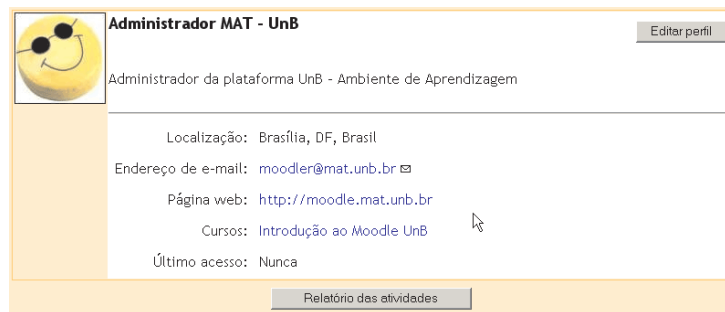 Administrador MAT - UnB
Editar perfil
Administrador da plataforma UnB - Ambiente de Aprendizagem
Localização: Brasília, DF, Brasil
Endereço de e-mail: moodler@mat.unb.br
Página web: http://moodle.mat.unb.br
Cursos: Introdução ao Moodle UnB
Último acesso: Nunca
Relatório das atividades